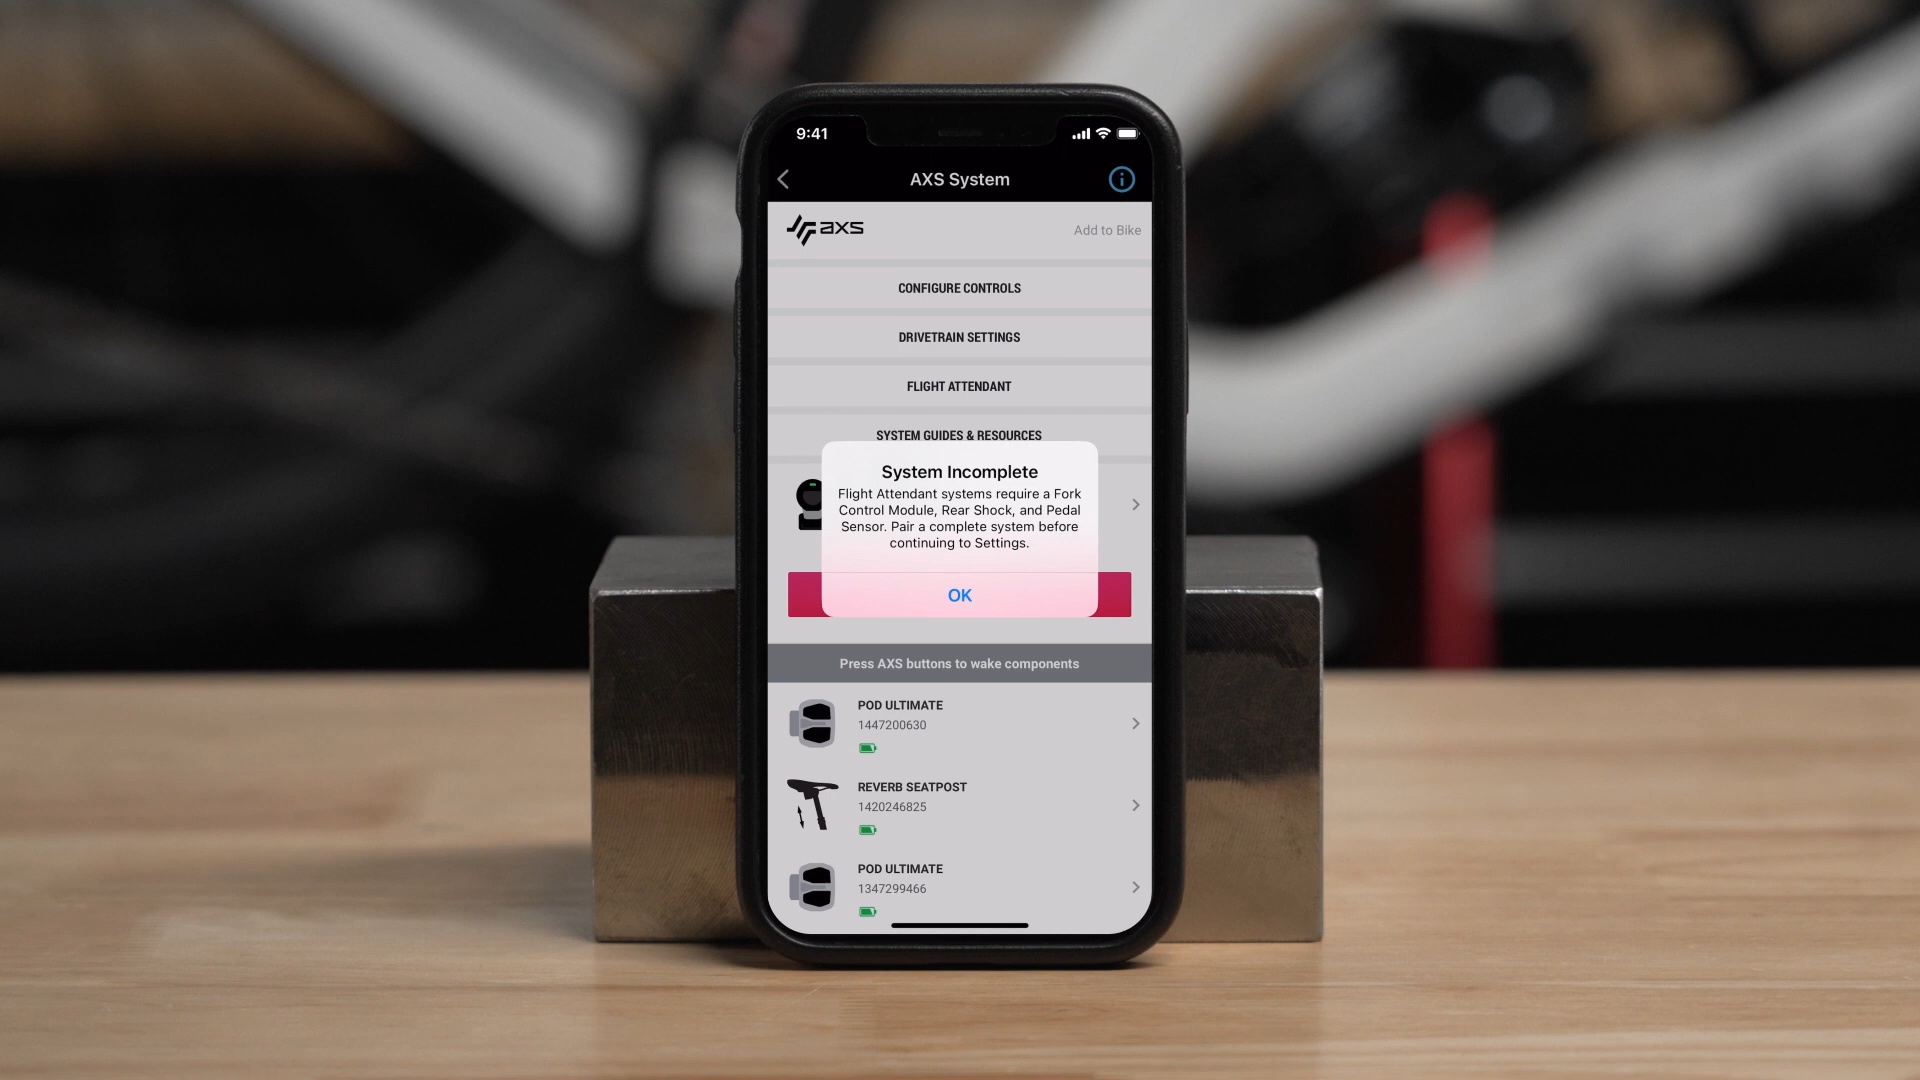 9:41
AXS System
axs
Add to Bike
CONFIGURE CONTROLS
DRIVETRAIN SETTINGS
FLIGHT ATTENDANT
SYSTEM GUIDES & RESOURCES
System Incomplete
Flight Attendant systems require a Fork
Control Module, Rear Shock, and Pedal
Sensor. Pair a complete system before
continuing to Settings.
OK
Press AXS buttons to wake components
POD ULTIMATE
1447200630
REVERB SEATPOST
1420246825
POD ULTIMATE
1347299466